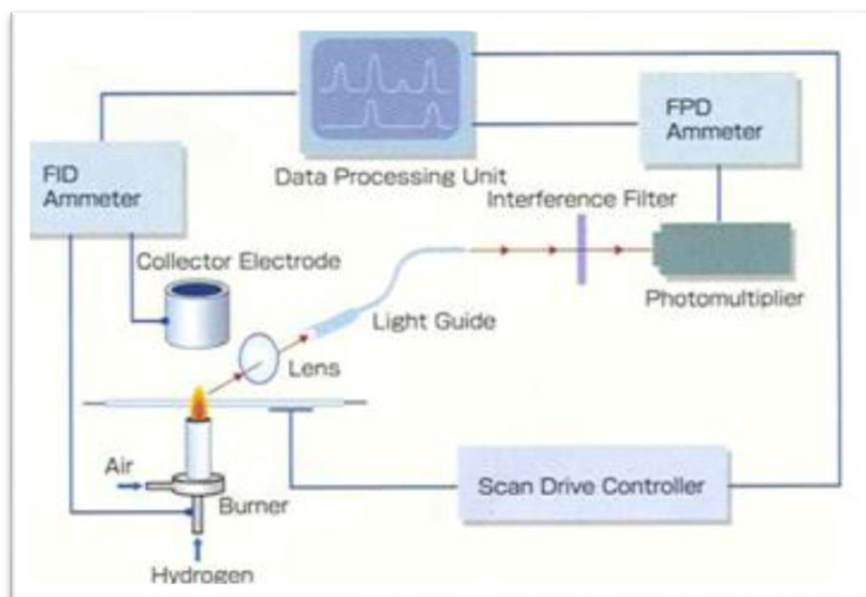 Data Processing Unit
FPD
Ammeter
FID
Ammeter
Interference Filter
Collector Electrode
Photomultiplier
Light Guide
Lens
Air
Burner
Scan Drive Controller
Hydrogen